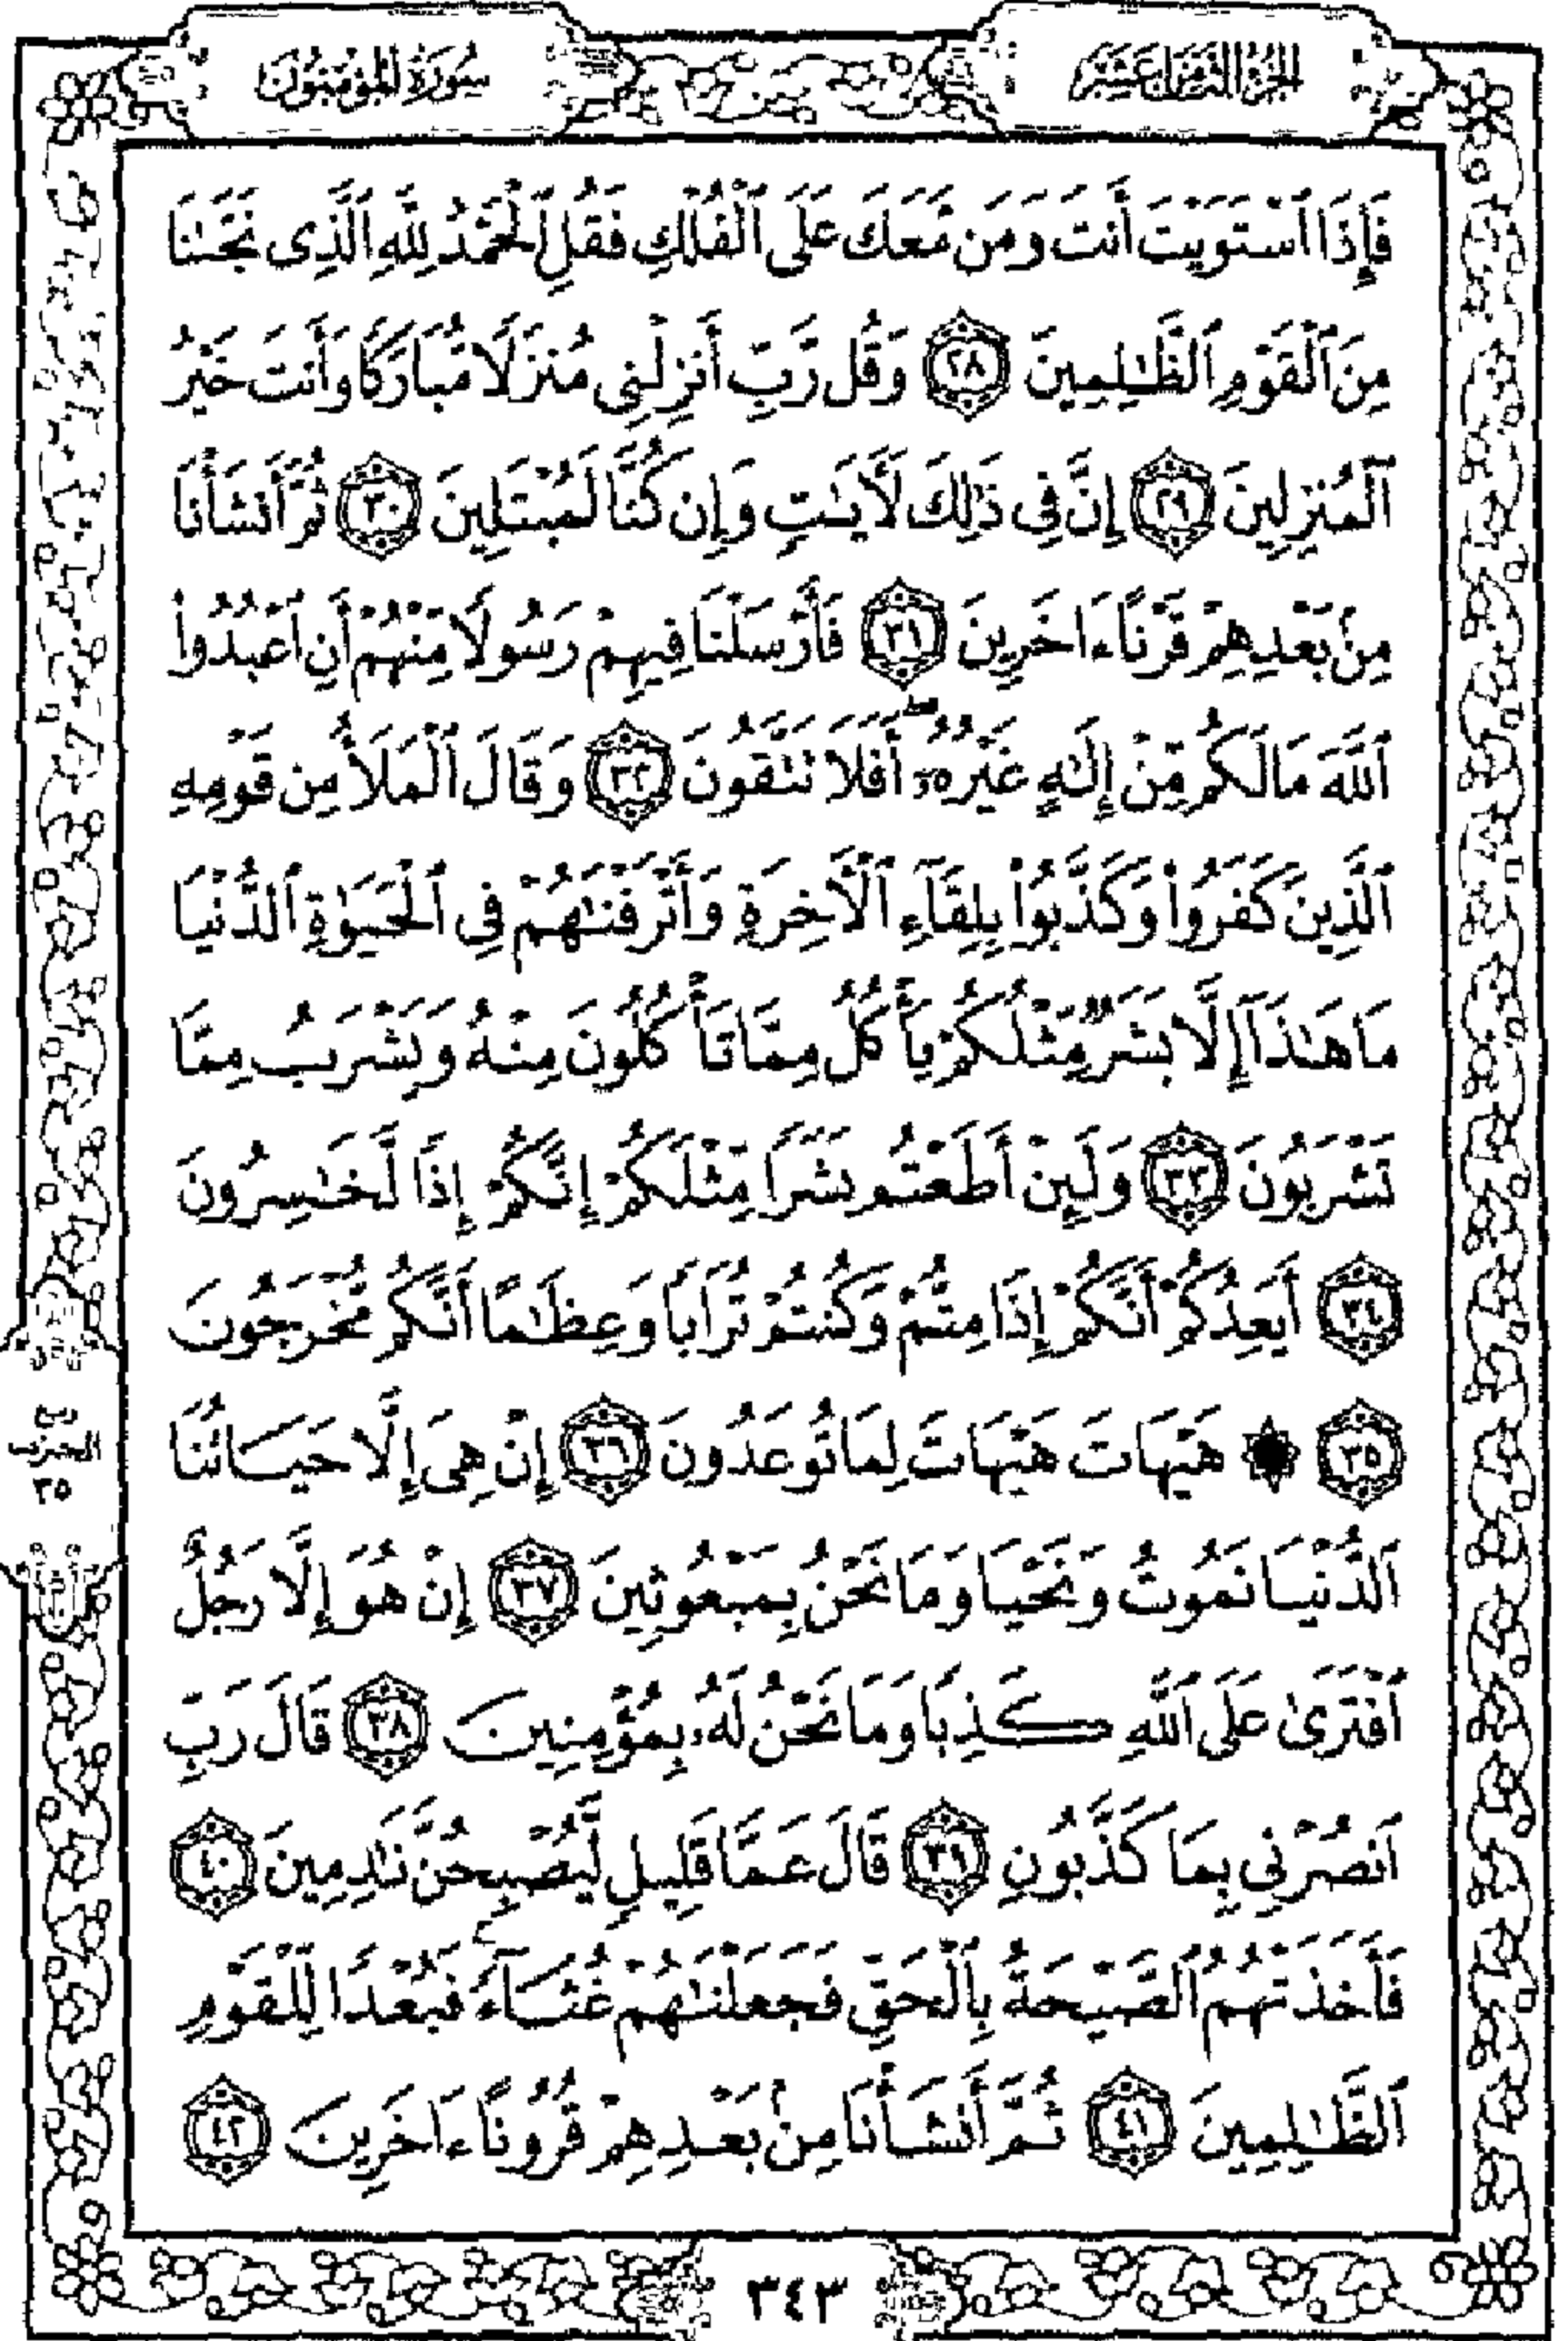 الجزء الثامن عشر
سورة المؤمنون
فَإِذَا ٱسْتَوَيْتَ أَنتَ وَمَن مَّعَكَ عَلَى ٱلْفُلْكِ فَقُلِ ٱلْحَمْدُ لِلَّهِ ٱلَّذِى نَجَّىٰنَا
مِنَ ٱلْقَوْمِ ٱلظَّـٰلِمِينَ ٢٨ وَقُل رَّبِّ أَنزِلْنِى مُنزَلًا مُّبَارَكًا وَأَنتَ خَيْرُ
ٱلْمُنزِلِينَ ٢٩ إِنَّ فِى ذَٰلِكَ لَـَٔايَـٰتٍ وَإِن كُنَّا لَمُبْتَلِينَ ٣٠ ثُمَّ أَنشَأْنَا
مِنۢ بَعْدِهِمْ قَرْنًا ءَاخَرِينَ ٣١ فَأَرْسَلْنَا فِيهِمْ رَسُولًا مِّنْهُمْ أَنِ ٱعْبُدُوا۟
ٱللَّهَ مَا لَكُم مِّنْ إِلَـٰهٍ غَيْرُهُۥٓ ۖ أَفَلَا تَتَّقُونَ ٣٢ وَقَالَ ٱلْمَلَأُ مِن قَوْمِهِ
ٱلَّذِينَ كَفَرُوا۟ وَكَذَّبُوا۟ بِلِقَآءِ ٱلْـَٔاخِرَةِ وَأَتْرَفْنَـٰهُمْ فِى ٱلْحَيَوٰةِ ٱلدُّنْيَا
مَا هَـٰذَآ إِلَّا بَشَرٌ مِّثْلُكُمْ يَأْكُلُ مِمَّا تَأْكُلُونَ مِنْهُ وَيَشْرَبُ مِمَّا
تَشْرَبُونَ ٣٣ وَلَئِنْ أَطَعْتُم بَشَرًا مِّثْلَكُمْ إِنَّكُمْ إِذًا لَّخَـٰسِرُونَ
٣٤ أَيَعِدُكُمْ أَنَّكُمْ إِذَا مِتُّمْ وَكُنتُمْ تُرَابًا وَعِظَـٰمًا أَنَّكُم مُّخْرَجُونَ
٣٥ ۞ هَيْهَاتَ هَيْهَاتَ لِمَا تُوعَدُونَ ٣٦ إِنْ هِىَ إِلَّا حَيَاتُنَا
ٱلدُّنْيَا نَمُوتُ وَنَحْيَا وَمَا نَحْنُ بِمَبْعُوثِينَ ٣٧ إِنْ هُوَ إِلَّا رَجُلٌ
ٱفْتَرَىٰ عَلَى ٱللَّهِ كَذِبًا وَمَا نَحْنُ لَهُۥ بِمُؤْمِنِينَ ٣٨ قَالَ رَبِّ
ٱنصُرْنِى بِمَا كَذَّبُونِ ٣٩ قَالَ عَمَّا قَلِيلٍ لَّيُصْبِحُنَّ نَـٰدِمِينَ ٤٠
فَأَخَذَتْهُمُ ٱلصَّيْحَةُ بِٱلْحَقِّ فَجَعَلْنَـٰهُمْ غُثَآءً ۚ فَبُعْدًا لِّلْقَوْمِ
ٱلظَّـٰلِمِينَ ٤١ ثُمَّ أَنشَأْنَا مِنۢ بَعْدِهِمْ قُرُونًا ءَاخَرِينَ ٤٢
الحزب
٣٥
٣٤٣